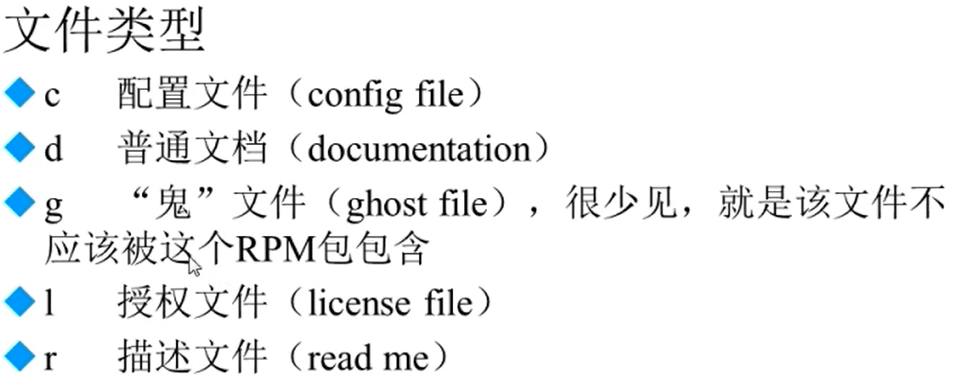 文件类型
c 配置文件（config file）
d 普通文档（documentation）
g “鬼”文件（ghost file），很少见，就是该文件不
应该被这个RPM包包含
l 授权文件（license file）
r 描述文件（read me）